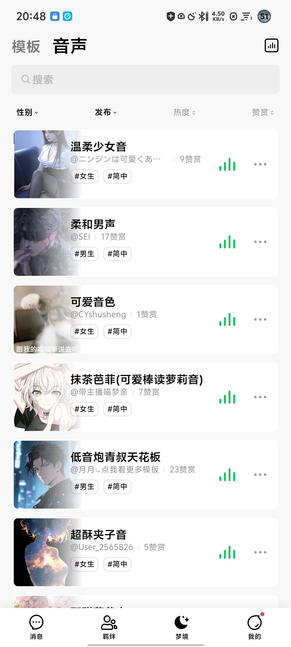 20:48
4.50 KB/s
51
模板 音声
搜索
性别 发布 热度 赞赏
温柔少女音
@ニンジンは可愛くあ… | 9赞赏
#女生 #简中
柔和男声
@SEI | 17赞赏
#男生 #简中
可爱音色
@CYshusheng | 1赞赏
#女生 #简中
抹茶芭菲(可爱棒读萝莉音)
@带主播喵梦亲 | 7赞赏
#女生 #简中
低音炮青叔天花板
@月月⌣点我看更多模板 | 23赞赏
#男生 #简中
超酥夹子音
@User_2565826 | 5赞赏
#女生 #简中
消息 羁绊 梦境 我的